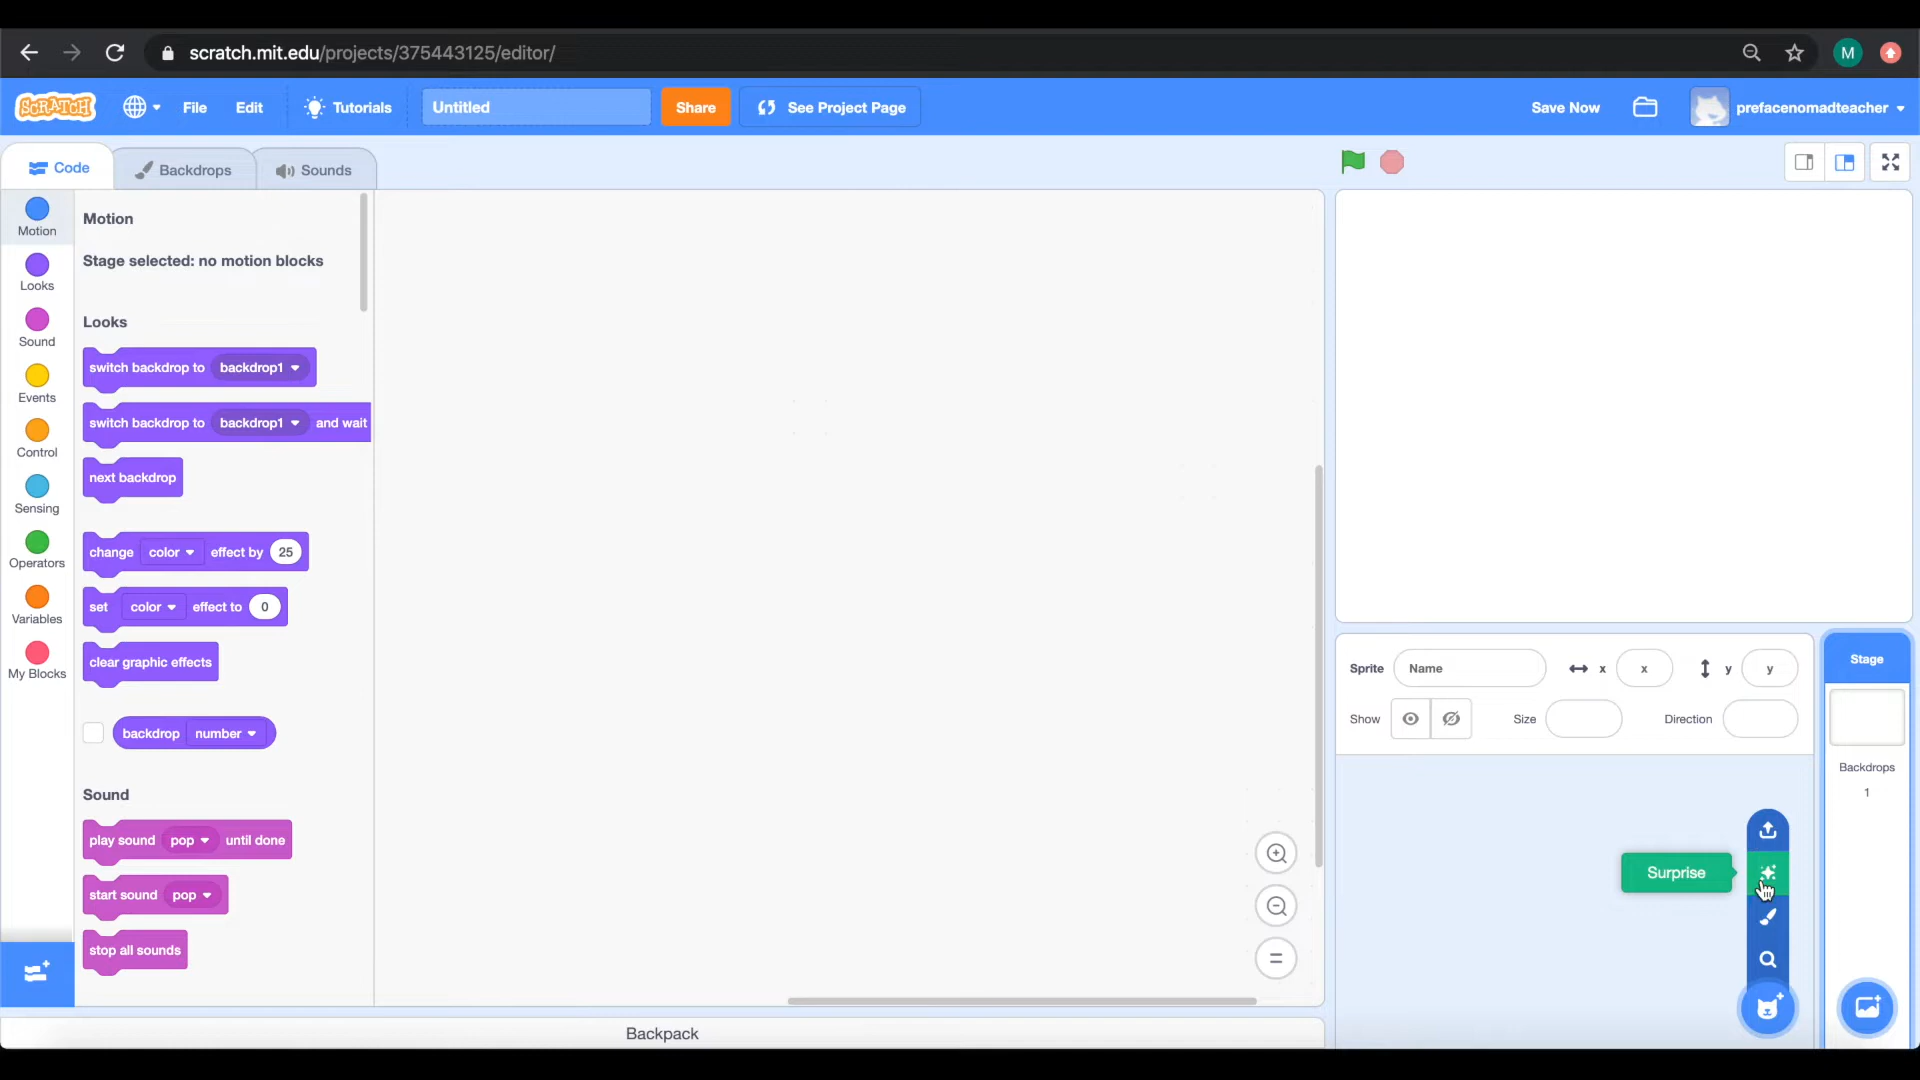 scratch.mit.edu/projects/375443125/editor/
M
SCRATCH
File
Edit
Tutorials
Untitled
Share
See Project Page
Save Now
prefacenomadteacher
Code
Backdrops
Sounds
Motion
Looks
Sound
Events
Control
Sensing
Operators
Variables
My Blocks
Motion
Stage selected: no motion blocks
Looks
switch backdrop to backdrop1
switch backdrop to backdrop1 and wait
next backdrop
change color effect by 25
set color effect to 0
clear graphic effects
backdrop number
Sound
play sound pop until done
start sound pop
stop all sounds
Backpack
Sprite Name x x y y
Show Size Direction
Surprise
Stage
Backdrops
1